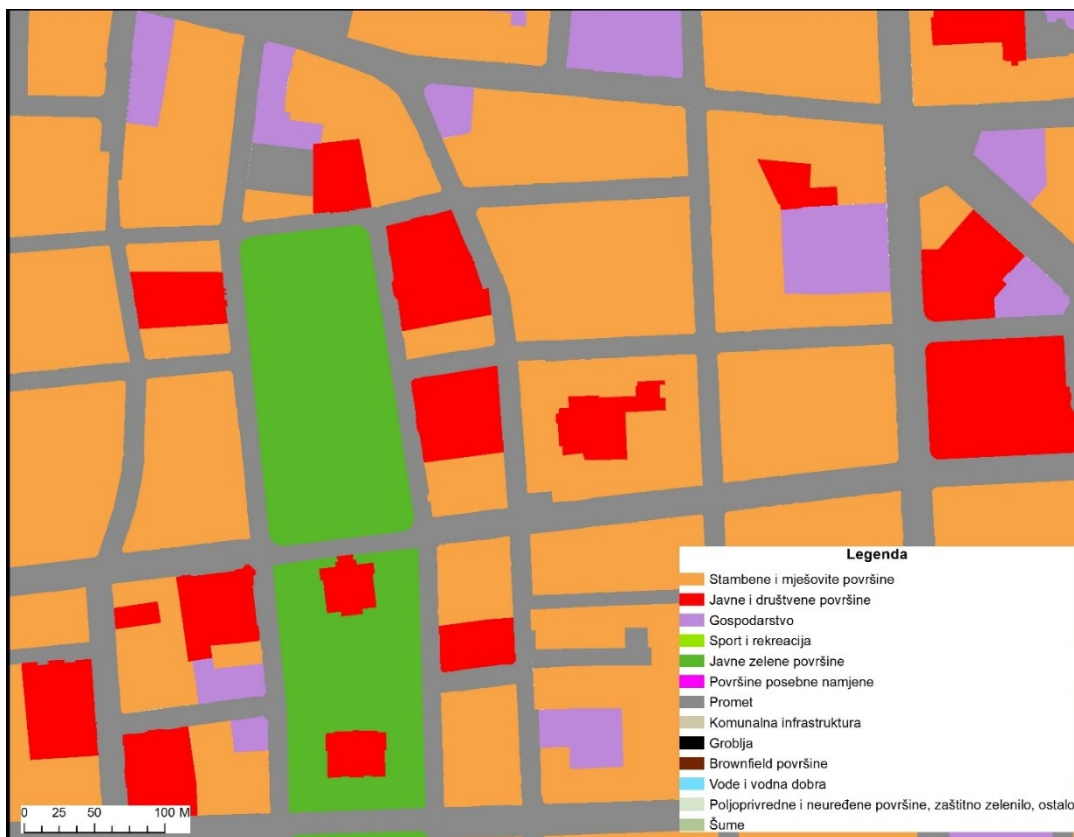 Legenda
Stambene i mješovite površine
Javne i društvene površine
Gospodarstvo
Sport i rekreacija
Javne zelene površine
Površine posebne namjene
Promet
Komunalna infrastruktura
Groblja
Brownfield površine
Vode i vodna dobra
Poljoprivredne i neuređene površine, zaštitno zelenilo, ostalo
Šume
0 25 50 100 M